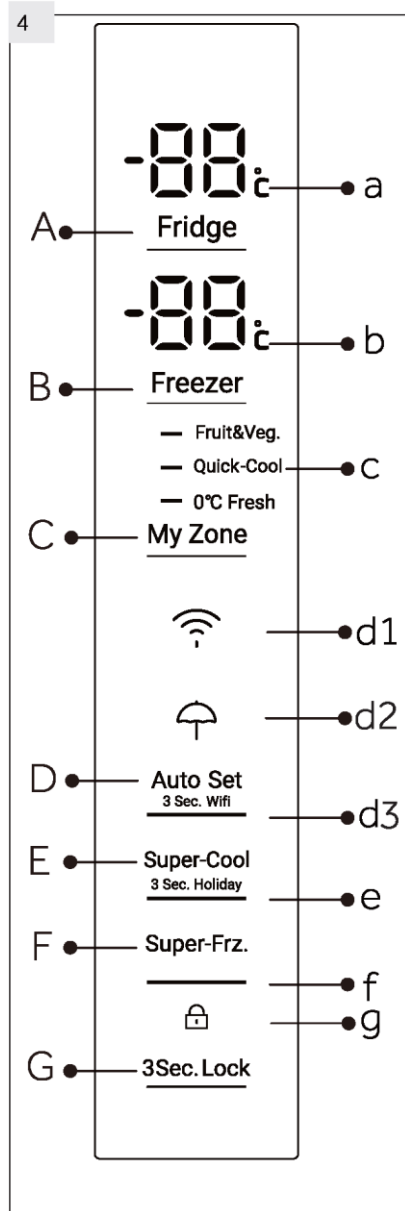 4
-88°c a
A Fridge
-88°c b
B Freezer
Fruit&Veg.
Quick-Cool c
0°C Fresh
C My Zone
d1
d2
D Auto Set
3 Sec. Wifi
d3
E Super-Cool
3 Sec. Holiday
e
F Super-Frz.
f
g
G 3Sec.Lock